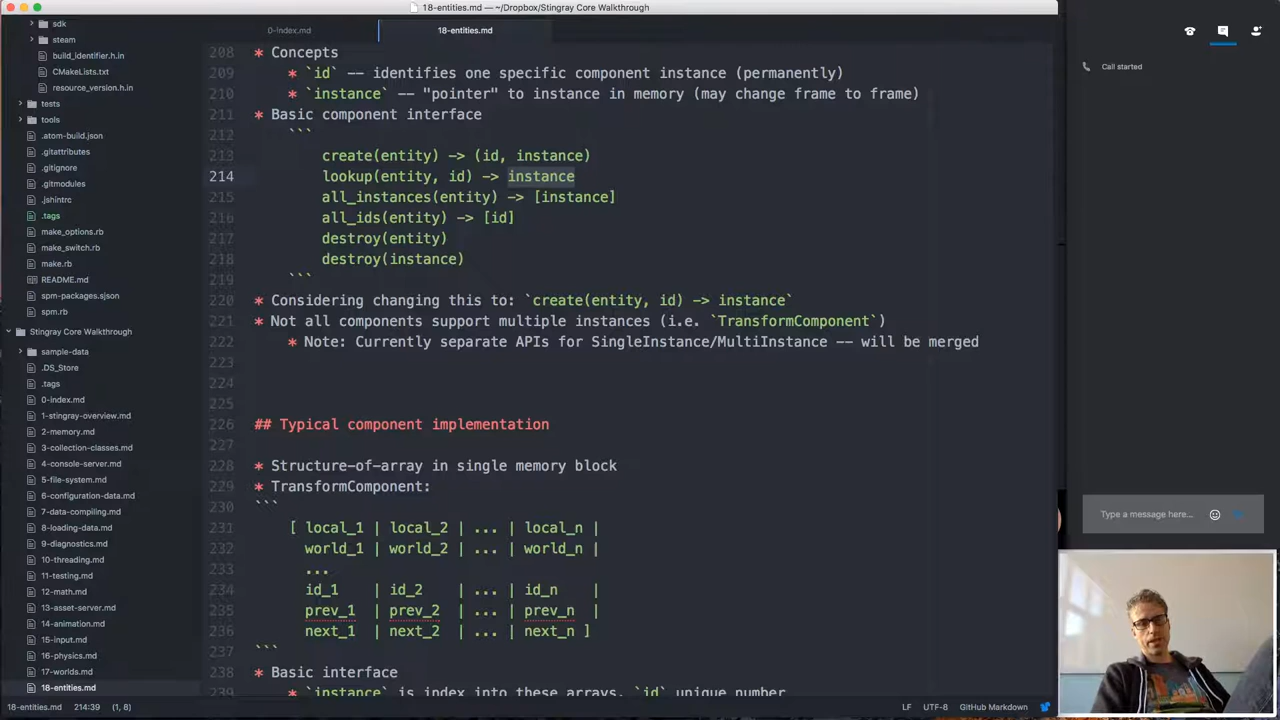 18-entities.md — ~/Dropbox/Stingray Core Walkthrough
0-index.md
18-entities.md
sdk
steam
build_identifier.h.in
CMakeLists.txt
resource_version.h.in
tests
tools
.atom-build.json
.gitattributes
.gitignore
.gitmodules
.jshintrc
.tags
make_options.rb
make_switch.rb
make.rb
README.md
spm-packages.sjson
spm.rb
Stingray Core Walkthrough
sample-data
.DS_Store
.tags
0-index.md
1-stingray-overview.md
2-memory.md
3-collection-classes.md
4-console-server.md
5-file-system.md
6-configuration-data.md
7-data-compiling.md
8-loading-data.md
9-diagnostics.md
10-threading.md
11-testing.md
12-math.md
13-asset-server.md
14-animation.md
15-input.md
16-physics.md
17-worlds.md
18-entities.md
208 * Concepts
209 * `id` -- identifies one specific component instance (permanently)
210 * `instance` -- "pointer" to instance in memory (may change frame to frame)
211 * Basic component interface
212 ```
213 create(entity) -> (id, instance)
214 lookup(entity, id) -> instance
215 all_instances(entity) -> [instance]
216 all_ids(entity) -> [id]
217 destroy(entity)
218 destroy(instance)
219 ```
220 * Considering changing this to: `create(entity, id) -> instance`
221 * Not all components support multiple instances (i.e. `TransformComponent`)
222 * Note: Currently separate APIs for SingleInstance/MultiInstance -- will be merged
223
224
225
226 ## Typical component implementation
227
228 * Structure-of-array in single memory block
229 * TransformComponent:
230 ```
231 [ local_1 | local_2 | ... | local_n |
232 world_1 | world_2 | ... | world_n |
233 ...
234 id_1 | id_2 | ... | id_n |
235 prev_1 | prev_2 | ... | prev_n |
236 next_1 | next_2 | ... | next_n ]
237 ```
238 * Basic interface
239 * `instance` is index into these arrays, `id` unique number
18-entities.md 214:39 (1, 8)
LF UTF-8 GitHub Markdown
Call started
Type a message here...